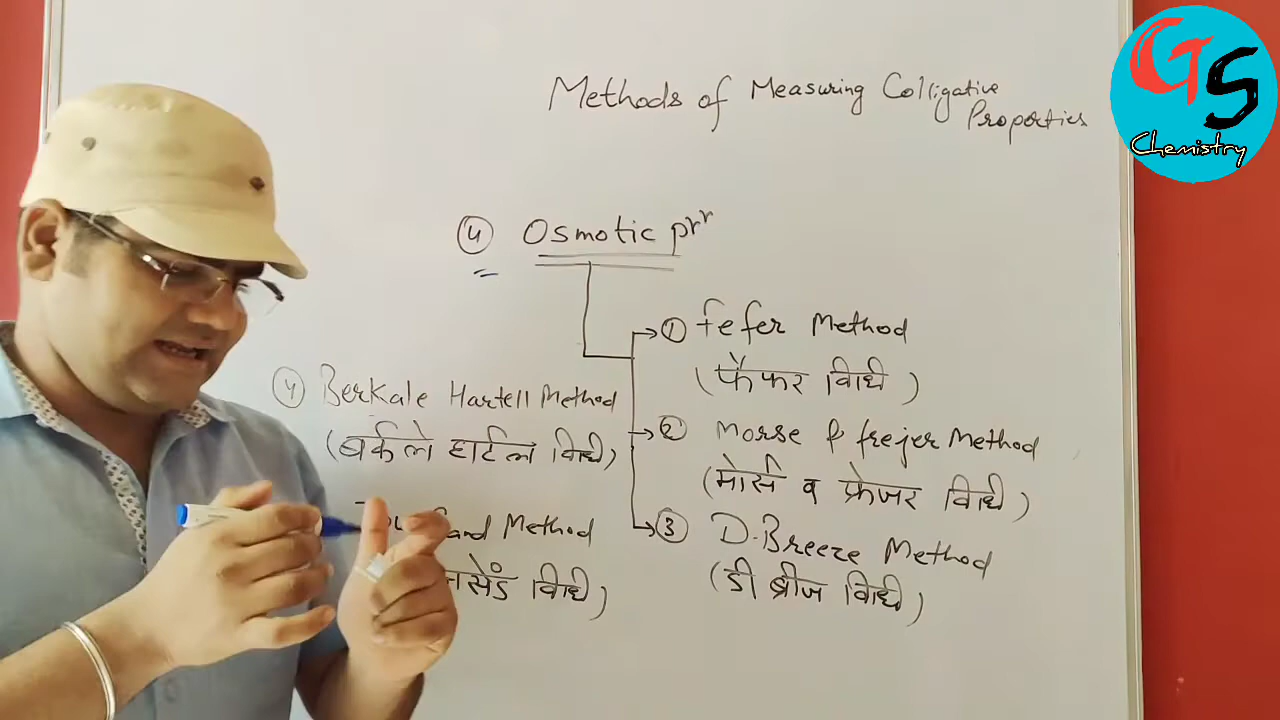 Methods of Measuring Colligative
Properties
GS
Chemistry
④ Osmotic prr
① Fefer Method
(फैफर विधि)
② Morse & frejer Method
(मोर्स व फ्रेजर विधि)
③ D. Breeze Method
(डी ब्रीज विधि)
④ Berkale Hartell Method
(बर्कले हार्टल विधि)
Method
विधि)